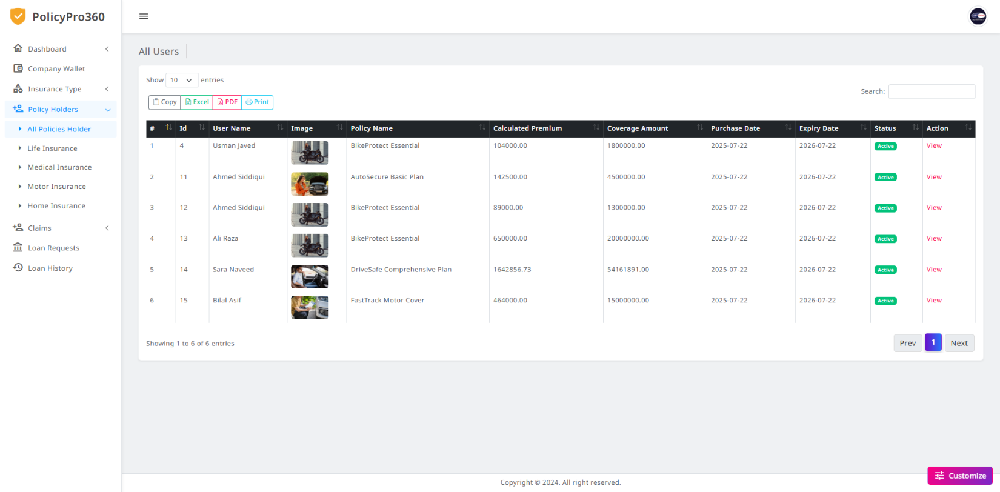 PolicyPro360
Dashboard
Company Wallet
Insurance Type
Policy Holders
All Policies Holder
Life Insurance
Medical Insurance
Motor Insurance
Home Insurance
Claims
Loan Requests
Loan History
All Users
Show 10 entries
Search:
Copy Excel PDF Print
# Id User Name Image Policy Name Calculated Premium Coverage Amount Purchase Date Expiry Date Status Action
1 4 Usman Javed BikeProtect Essential 104000.00 1800000.00 2025-07-22 2026-07-22 Active View
2 11 Ahmed Siddiqui AutoSecure Basic Plan 142500.00 4500000.00 2025-07-22 2026-07-22 Active View
3 12 Ahmed Siddiqui BikeProtect Essential 89000.00 1300000.00 2025-07-22 2026-07-22 Active View
4 13 Ali Raza BikeProtect Essential 650000.00 20000000.00 2025-07-22 2026-07-22 Active View
5 14 Sara Naveed DriveSafe Comprehensive Plan 1642856.73 54161891.00 2025-07-22 2026-07-22 Active View
6 15 Bilal Asif FastTrack Motor Cover 464000.00 15000000.00 2025-07-22 2026-07-22 Active View
Showing 1 to 6 of 6 entries
Prev 1 Next
Customize
Copyright © 2024. All right reserved.